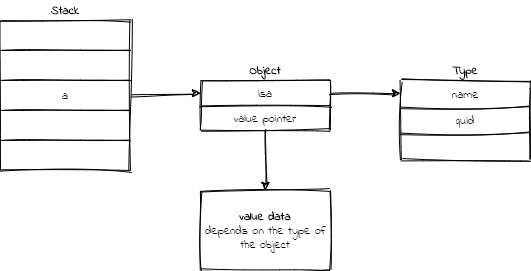 Stack
Object
Type
a
isa
name
value pointer
guid
value data
depends on the type of
the object